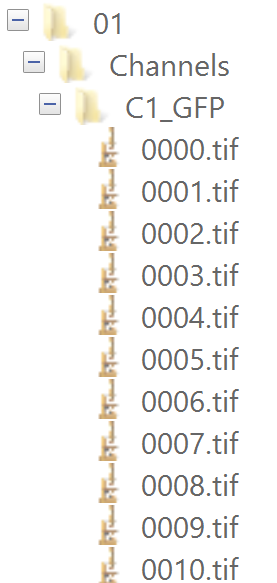 01
Channels
C1_GFP
0000.tif
0001.tif
0002.tif
0003.tif
0004.tif
0005.tif
0006.tif
0007.tif
0008.tif
0009.tif
0010.tif